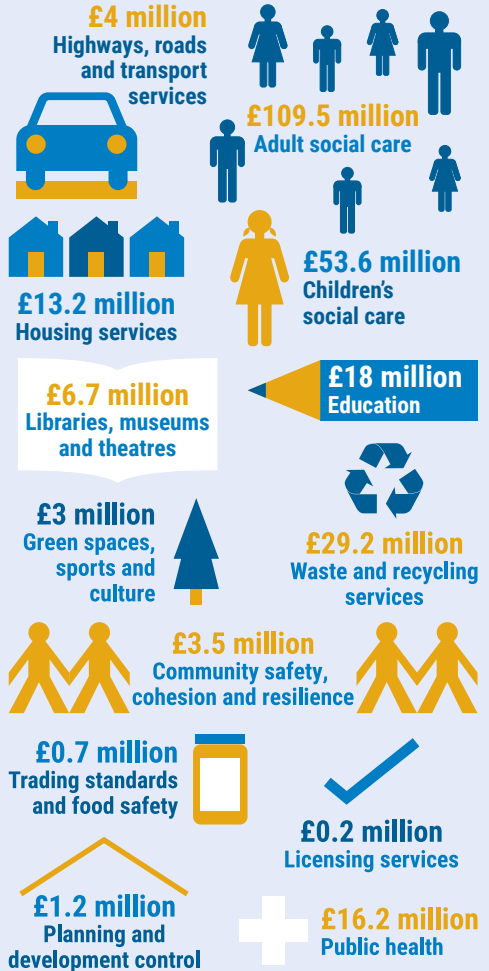 £4 million
Highways, roads
and transport
services
£109.5 million
Adult social care
£13.2 million
Housing services
£53.6 million
Children's
social care
£6.7 million
Libraries, museums
and theatres
£18 million
Education
£3 million
Green spaces,
sports and
culture
£29.2 million
Waste and recycling
services
£3.5 million
Community safety,
cohesion and resilience
£0.7 million
Trading standards
and food safety
£0.2 million
Licensing services
£1.2 million
Planning and
development control
£16.2 million
Public health